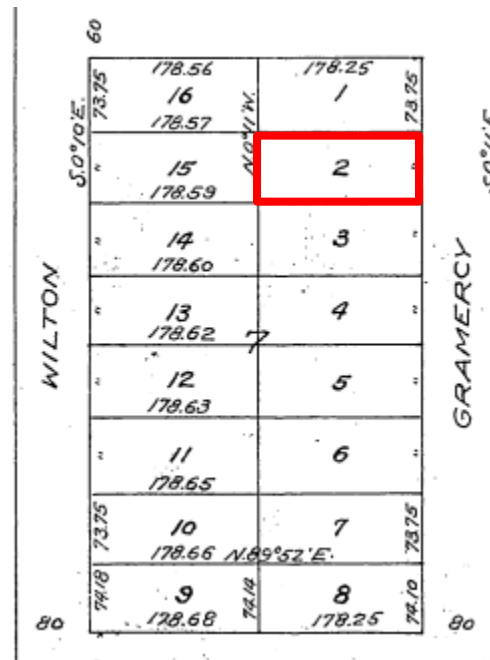 60
178.56 178.25
73.75 16 N.0°11'W. 1 73.75
178.57
S.0°10'E. " 15 2 "
178.59
" 14 3 "
178.60
WILTON " 13 4 " GRAMERCY
178.62 7
" 12 5 "
178.63
" 11 6 "
178.65
73.75 10 7 73.75
178.66 N.89°52'E.
74.18 9 74.14 8 74.10
80 178.68 178.25 80